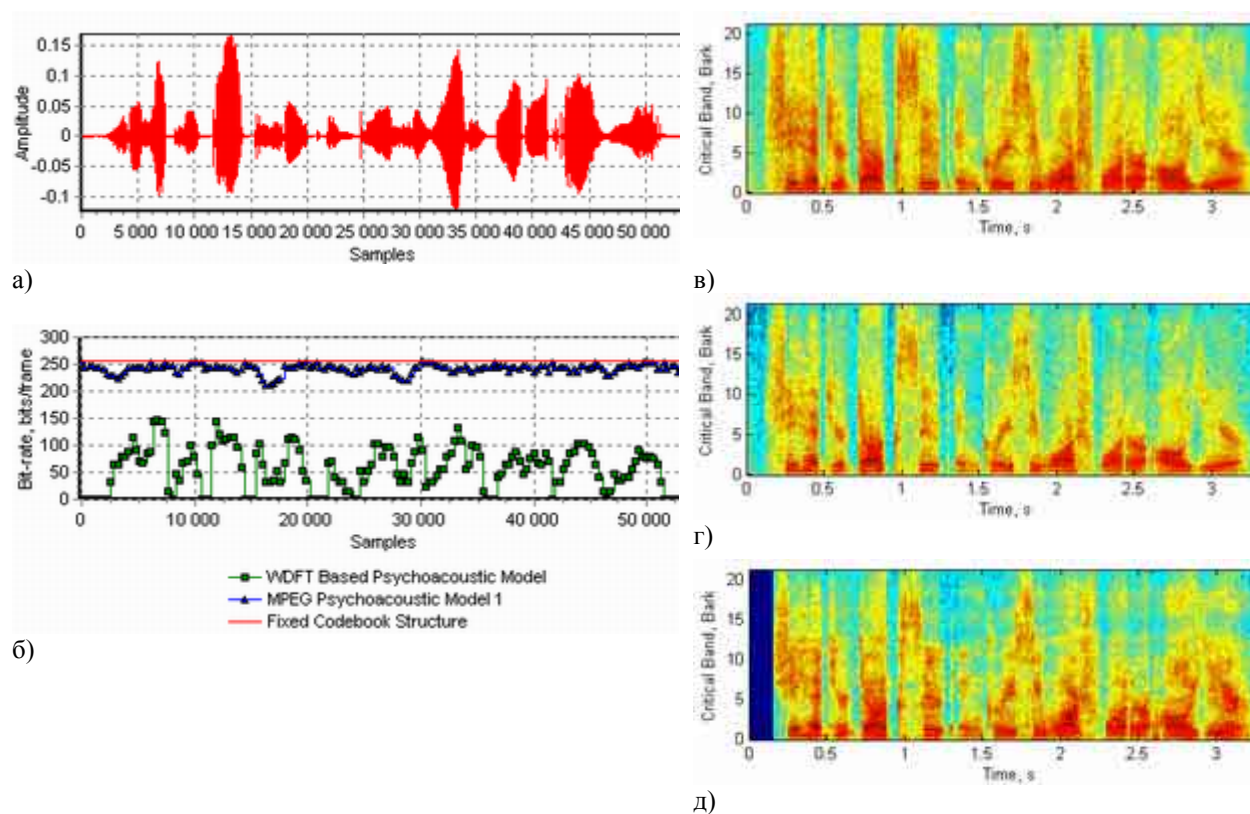 0.15
0.1
0.05
0
-0.05
-0.1
Amplitude
0 5 000 10 000 15 000 20 000 25 000 30 000 35 000 40 000 45 000 50 000
Samples
а)
300
250
200
150
100
50
0
Bit-rate, bits/frame
0 10 000 20 000 30 000 40 000 50 000
Samples
WDFT Based Psychoacoustic Model
MPEG Psychoacoustic Model 1
Fixed Codebook Structure
б)
20
15
10
5
0
Critical Band, Bark
0 0.5 1 1.5 2 2.5 3
Time, s
в)
20
15
10
5
0
Critical Band, Bark
0 0.5 1 1.5 2 2.5 3
Time, s
г)
20
15
10
5
0
Critical Band, Bark
0 0.5 1 1.5 2 2.5 3
Time, s
д)